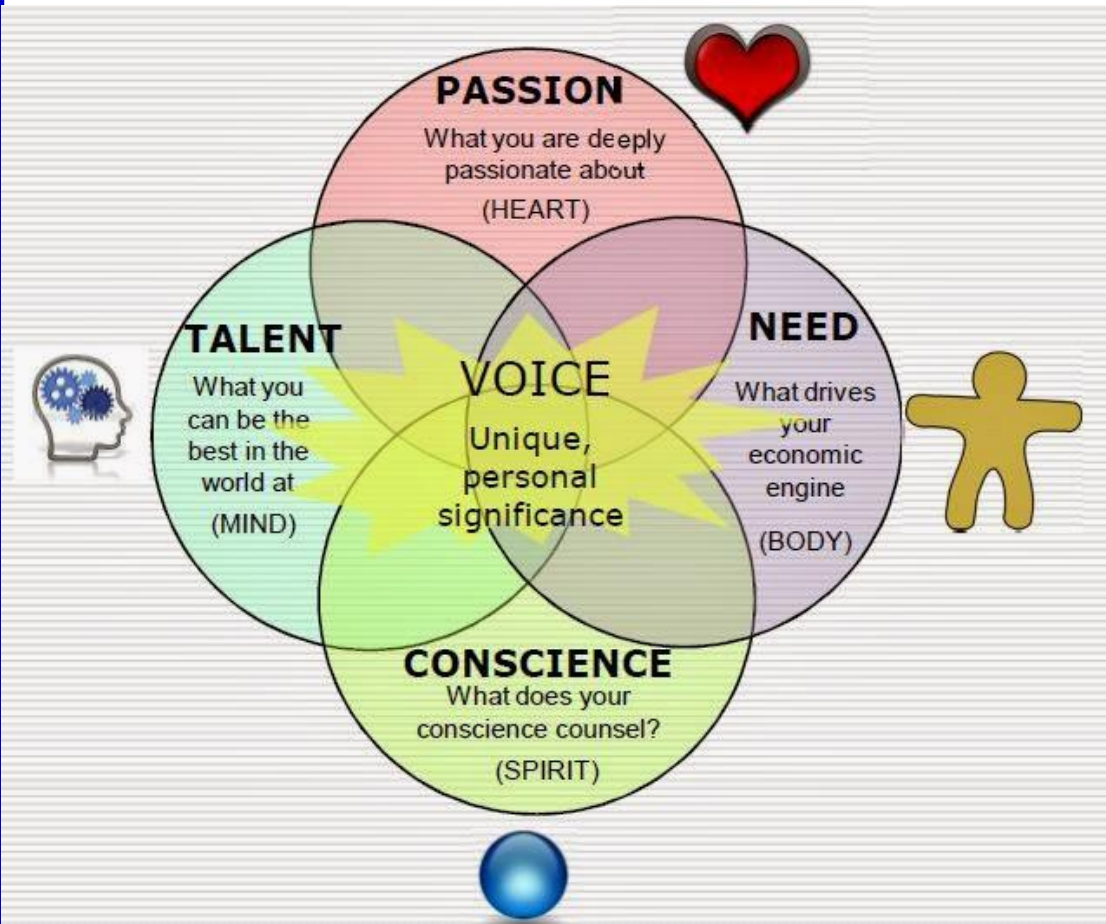 PASSION
What you are deeply
passionate about
(HEART)
TALENT
What you
can be the
best in the
world at
(MIND)
VOICE
Unique,
personal
significance
NEED
What drives
your
economic
engine
(BODY)
CONSCIENCE
What does your
conscience counsel?
(SPIRIT)